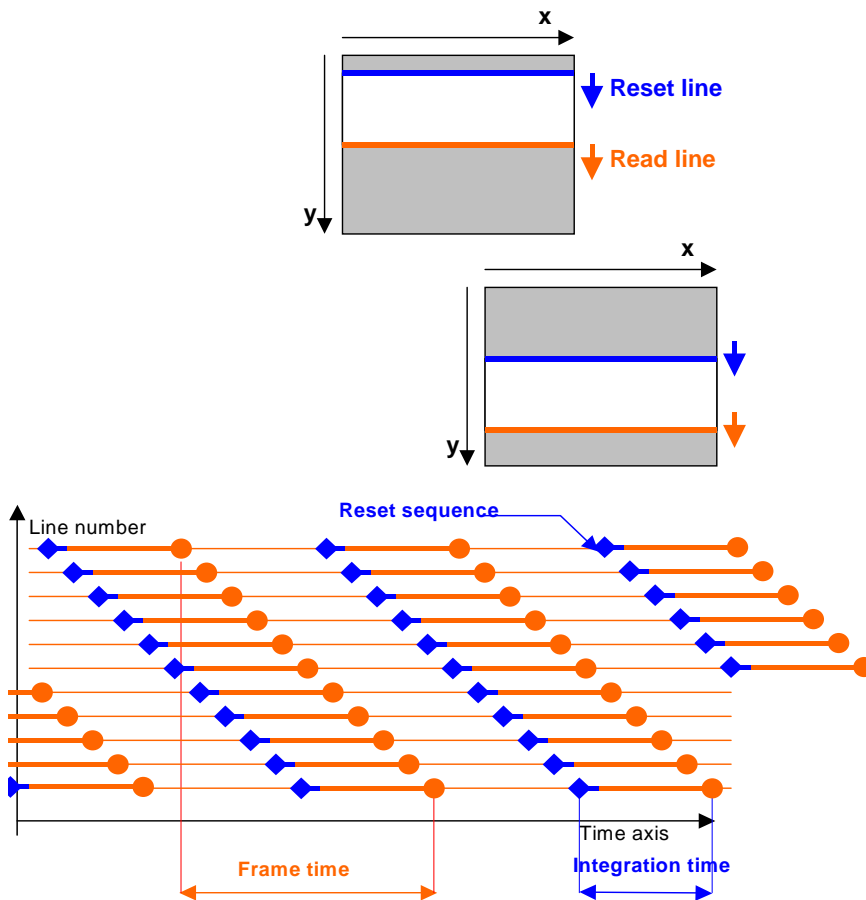 x
Reset line
Read line
y
x
y
Reset sequence
Line number
Time axis
Frame time
Integration time